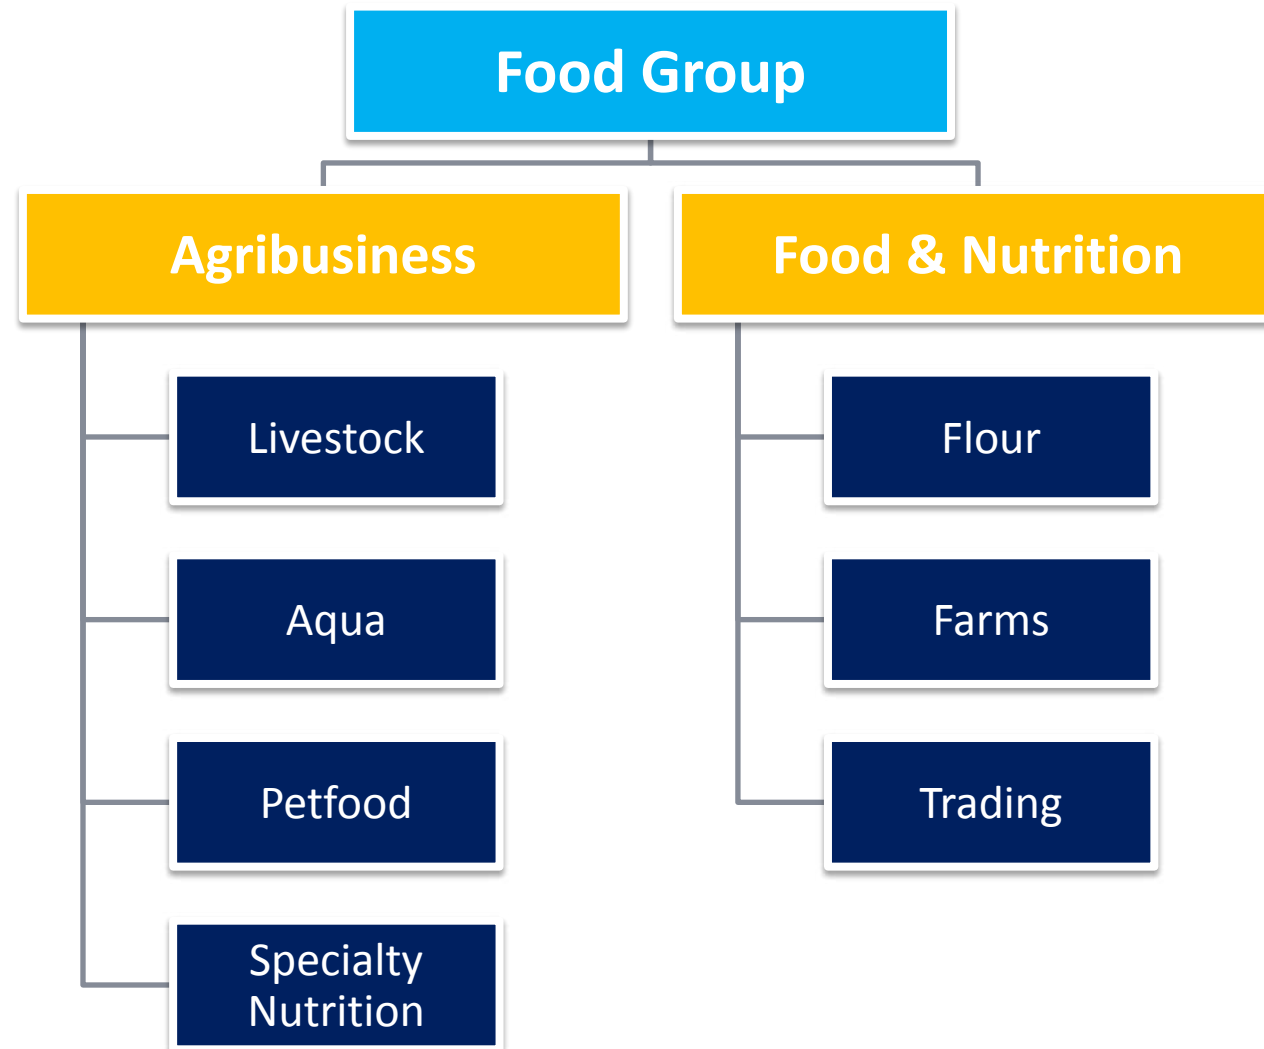 Food Group
Agribusiness
Livestock
Aqua
Petfood
Specialty
Nutrition
Food & Nutrition
Flour
Farms
Trading